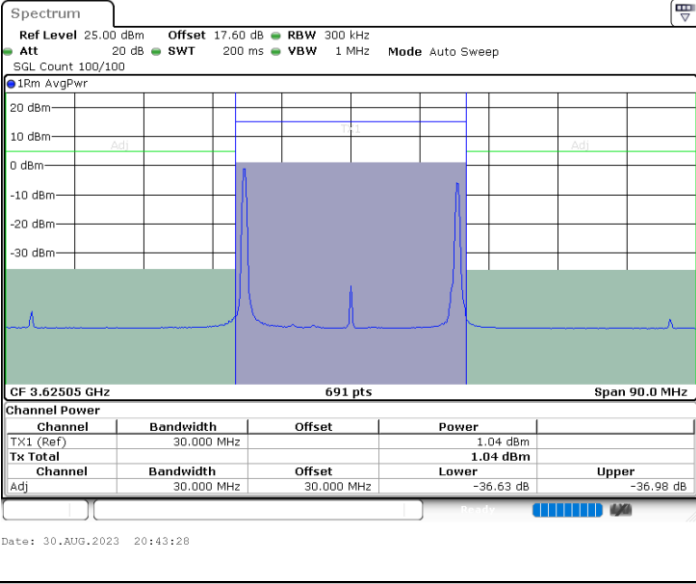 Spectrum
Ref Level 25.00 dBm Offset 17.60 dB RBW 300 kHz
Att 20 dB SWT 200 ms VBW 1 MHz Mode Auto Sweep
SGL Count 100/100
1Rm AvgPwr
20 dBm
TX1
10 dBm
Adj Adj
0 dBm
-10 dBm
-20 dBm
-30 dBm
CF 3.62505 GHz 691 pts Span 90.0 MHz
Channel Power
Channel Bandwidth Offset Power
TX1 (Ref) 30.000 MHz 1.04 dBm
Tx Total 1.04 dBm
Channel Bandwidth Offset Lower Upper
Adj 30.000 MHz 30.000 MHz -36.63 dB -36.98 dB
Ready
Date: 30.AUG.2023 20:43:28